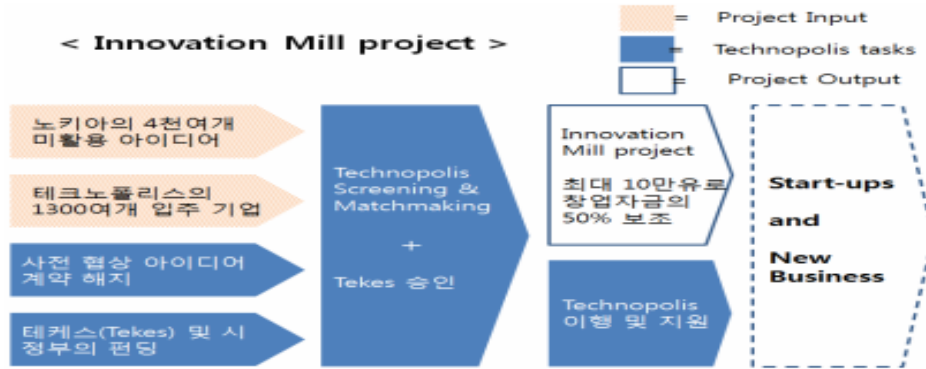 < Innovation Mill project >
= Project Input
= Technopolis tasks
= Project Output
노키아의 4천여개
미활용 아이디어
테크노폴리스의
1300여개 입주 기업
사전 협상 아이디어
계약 해지
테케스(Tekes) 및 시
정부의 펀딩
Technopolis
Screening &
Matchmaking
+
Tekes 승인
Innovation
Mill project
최대 10만유로
창업자금의
50% 보조
Technopolis
이행 및 지원
Start-ups
and
New
Business